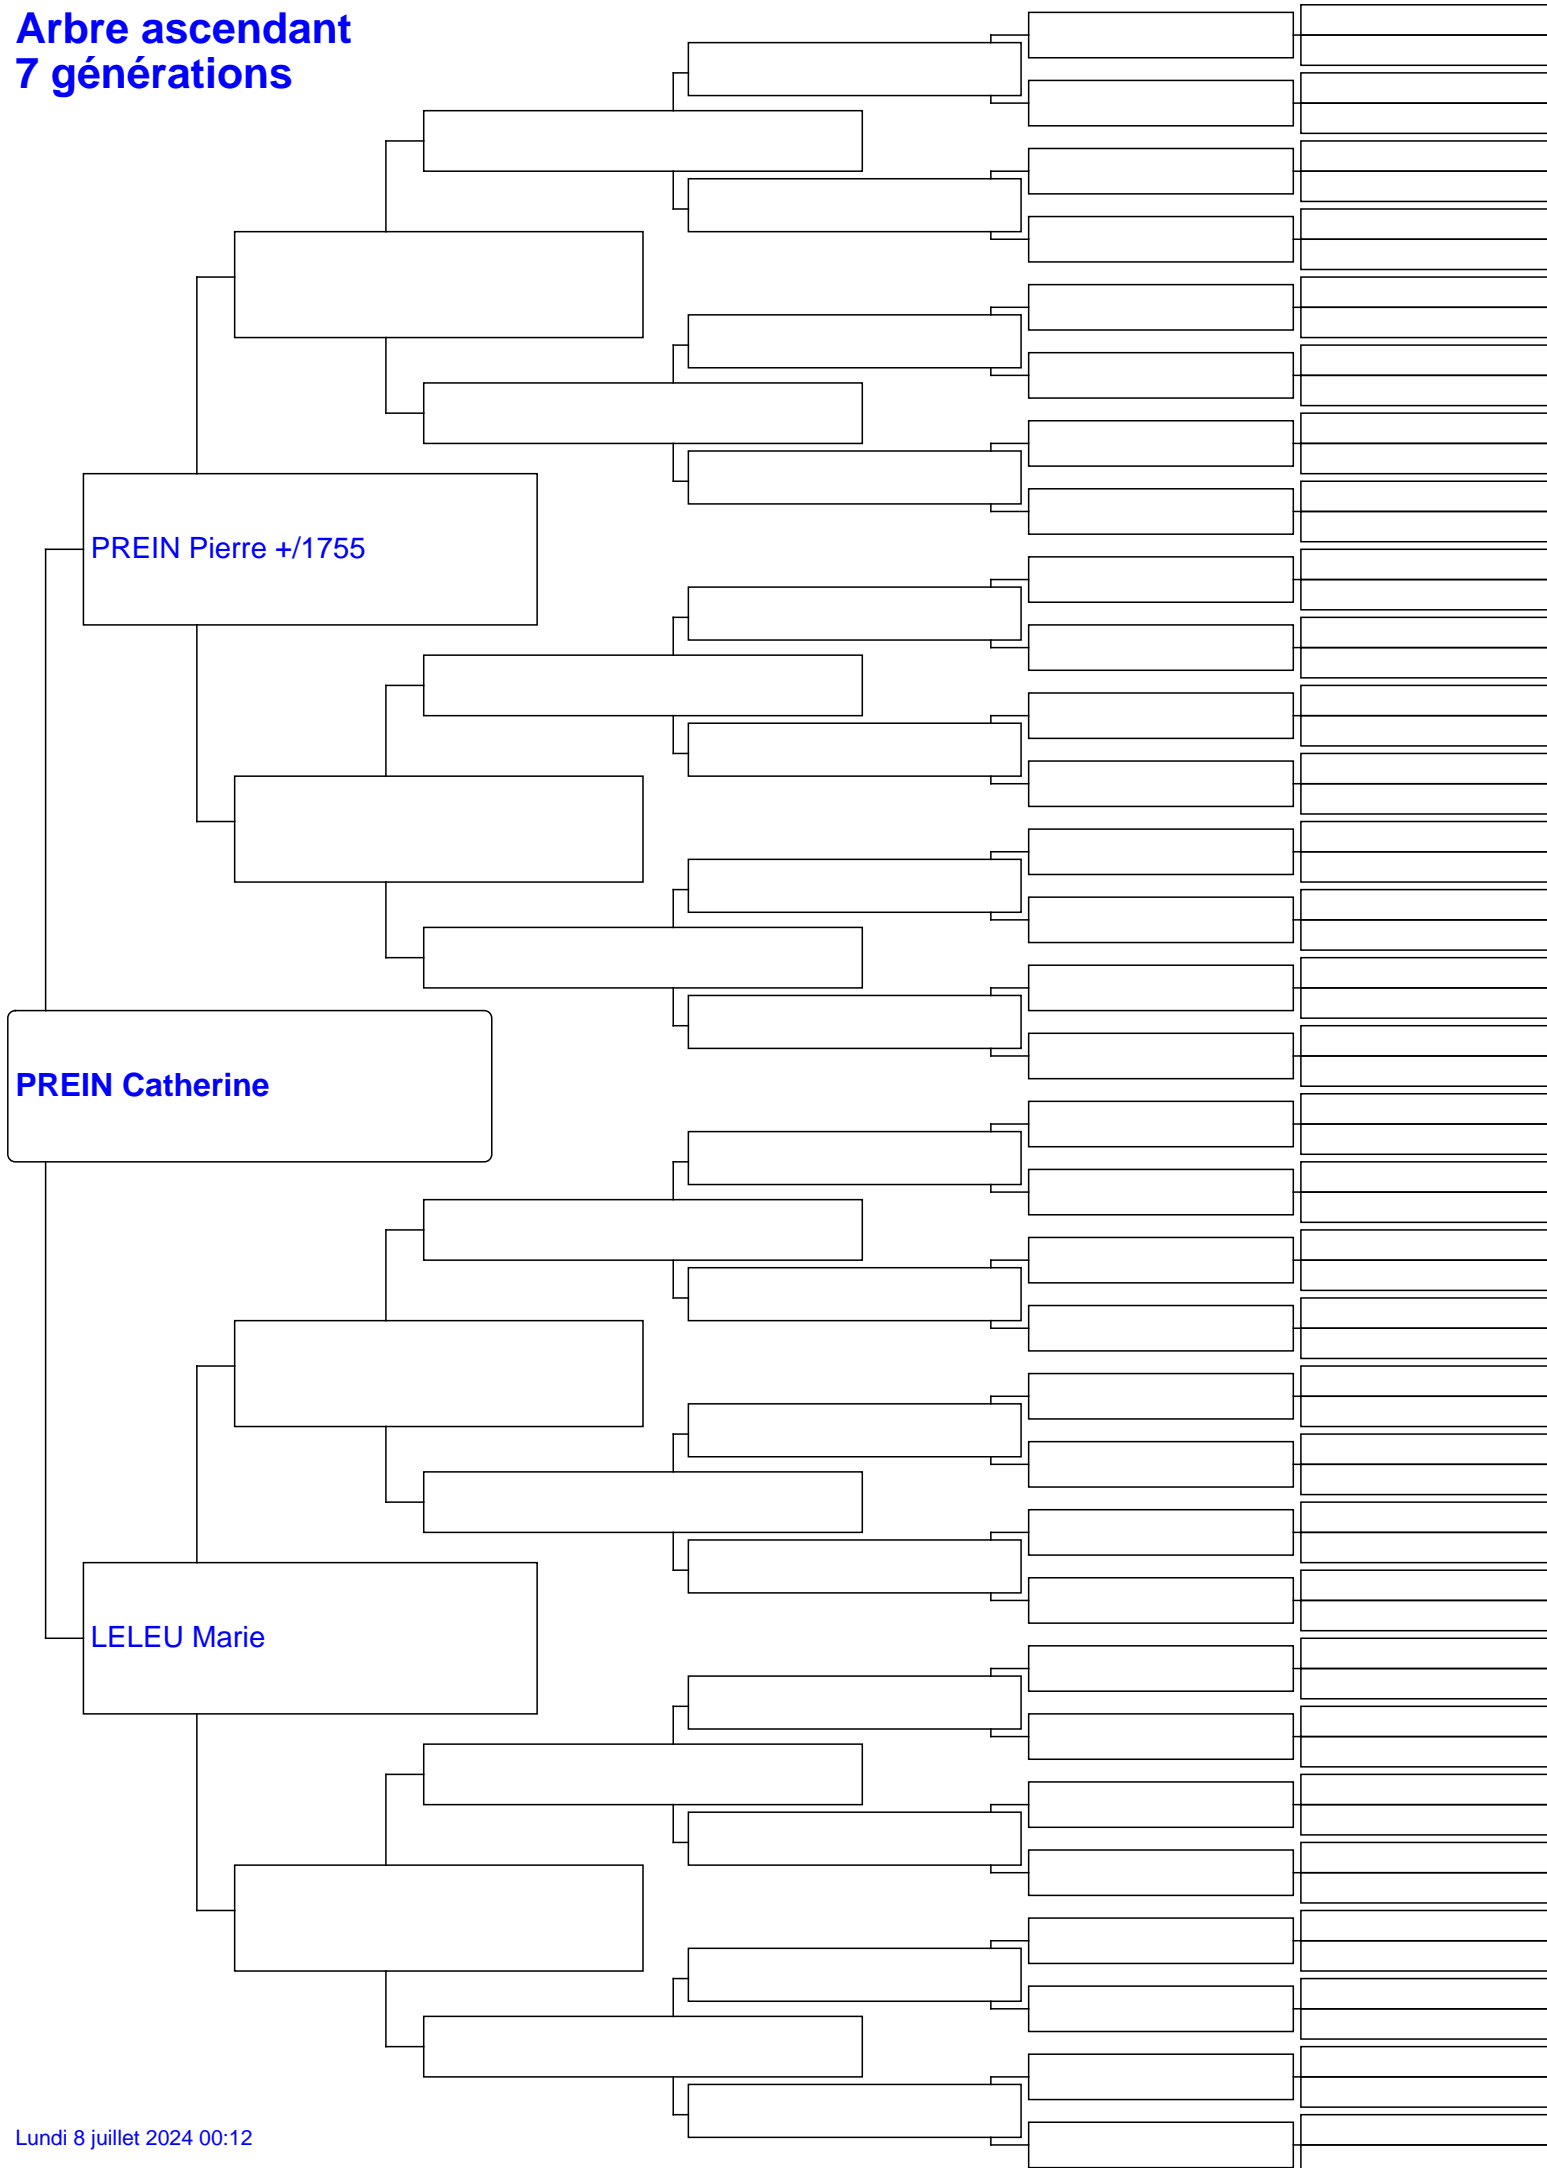 Arbre ascendant
7 générations
PREIN Pierre +/1755
PREIN Catherine
LELEU Marie
Lundi 8 juillet 2024 00:12